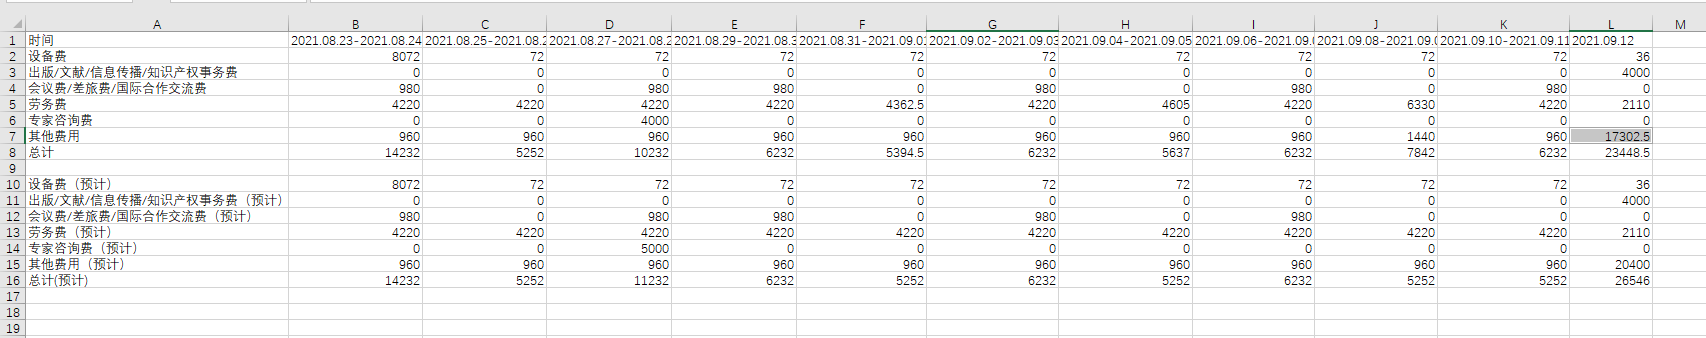 A B C D E F G H I J K L M
1 时间 2021.08.23-2021.08.24 2021.08.25-2021.08.2 2021.08.27-2021.08.2 2021.08.29-2021.08.3 2021.08.31-2021.09.01 2021.09.02-2021.09.03 2021.09.04-2021.09.05 2021.09.06-2021.09.0 2021.09.08-2021.09.0 2021.09.10-2021.09.11 2021.09.12
2 设备费 8072 72 72 72 72 72 72 72 72 72 36
3 出版/文献/信息传播/知识产权事务费 0 0 0 0 0 0 0 0 0 0 4000
4 会议费/差旅费/国际合作交流费 980 0 980 980 0 980 0 980 0 980 0
5 劳务费 4220 4220 4220 4220 4362.5 4220 4605 4220 6330 4220 2110
6 专家咨询费 0 0 4000 0 0 0 0 0 0 0 0
7 其他费用 960 960 960 960 960 960 960 960 1440 960 17302.5
8 总计 14232 5252 10232 6232 5394.5 6232 5637 6232 7842 6232 23448.5
9
10 设备费（预计） 8072 72 72 72 72 72 72 72 72 72 36
11 出版/文献/信息传播/知识产权事务费（预计） 0 0 0 0 0 0 0 0 0 0 4000
12 会议费/差旅费/国际合作交流费（预计） 980 0 980 980 0 980 0 980 0 0 0
13 劳务费（预计） 4220 4220 4220 4220 4220 4220 4220 4220 4220 4220 2110
14 专家咨询费（预计） 0 0 5000 0 0 0 0 0 0 0 0
15 其他费用（预计） 960 960 960 960 960 960 960 960 960 960 20400
16 总计(预计) 14232 5252 11232 6232 5252 6232 5252 6232 5252 5252 26546
17
18
19